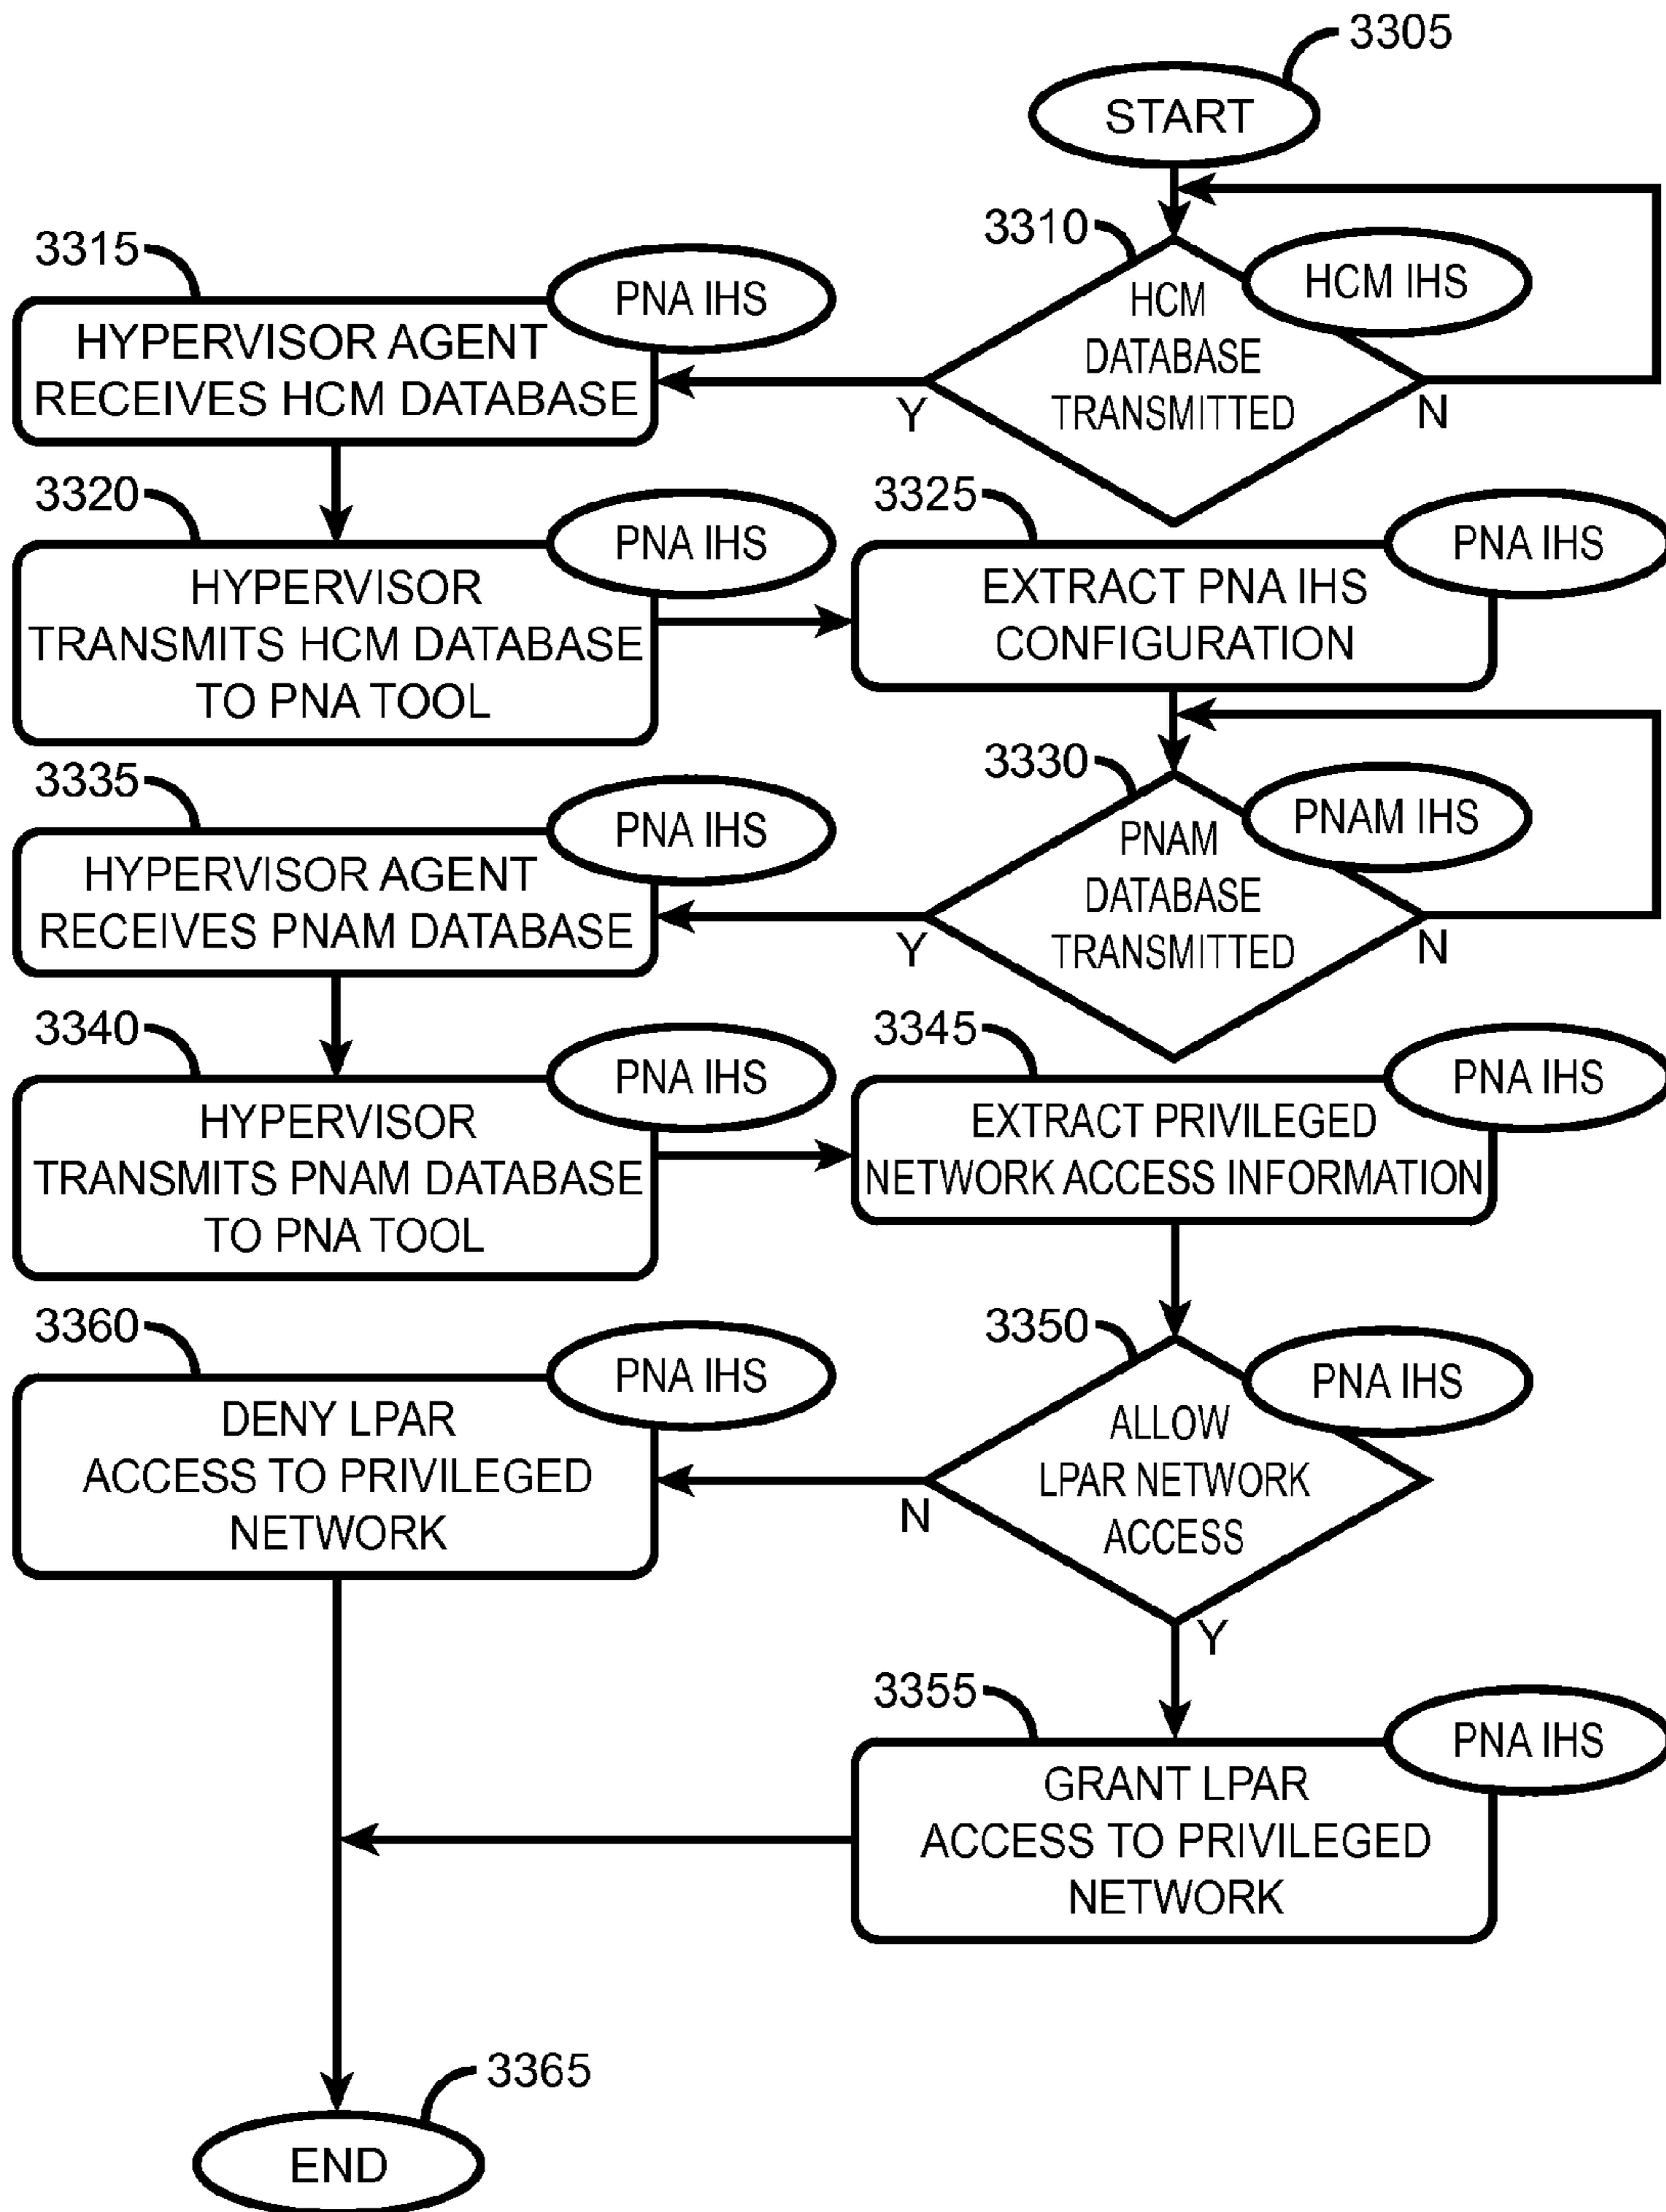 3305
START
3310
HCM IHS
HCM
DATABASE
TRANSMITTED
Y
N
3315
PNA IHS
HYPERVISOR AGENT
RECEIVES HCM DATABASE
3320
PNA IHS
HYPERVISOR
TRANSMITS HCM DATABASE
TO PNA TOOL
3325
PNA IHS
EXTRACT PNA IHS
CONFIGURATION
3330
PNAM IHS
PNAM
DATABASE
TRANSMITTED
Y
N
3335
PNA IHS
HYPERVISOR AGENT
RECEIVES PNAM DATABASE
3340
PNA IHS
HYPERVISOR
TRANSMITS PNAM DATABASE
TO PNA TOOL
3345
PNA IHS
EXTRACT PRIVILEGED
NETWORK ACCESS INFORMATION
3350
PNA IHS
ALLOW
LPAR NETWORK
ACCESS
N
Y
3360
PNA IHS
DENY LPAR
ACCESS TO PRIVILEGED
NETWORK
3355
PNA IHS
GRANT LPAR
ACCESS TO PRIVILEGED
NETWORK
3365
END